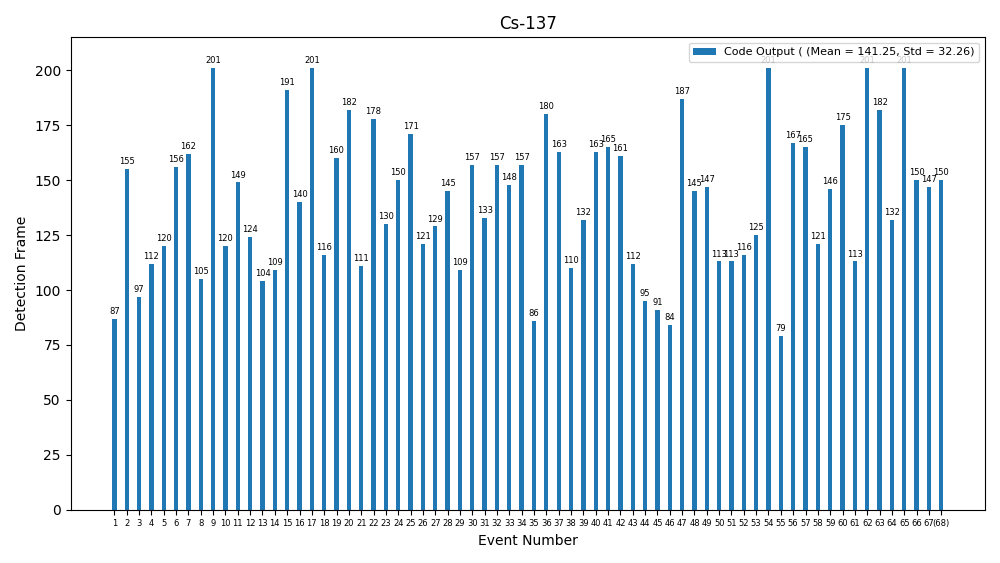 Cs-137
Code Output ( (Mean = 141.25, Std = 32.26)
Detection Frame
200
175
150
125
100
75
50
25
0
87 155 97 112 120 156 162 105 201 120 149 124 104 109 191 140 201 116 160 182 111 178 130 150 171 121 129 145 109 157 133 157 148 157 86 180 163 110 132 163 165 161 112 95 91 84 187 145 147 113 113 116 125 201 79 167 165 121 146 175 113 201 182 132 201 150 147 150
1 2 3 4 5 6 7 8 9 10 11 12 13 14 15 16 17 18 19 20 21 22 23 24 25 26 27 28 29 30 31 32 33 34 35 36 37 38 39 40 41 42 43 44 45 46 47 48 49 50 51 52 53 54 55 56 57 58 59 60 61 62 63 64 65 66 67 (68)
Event Number